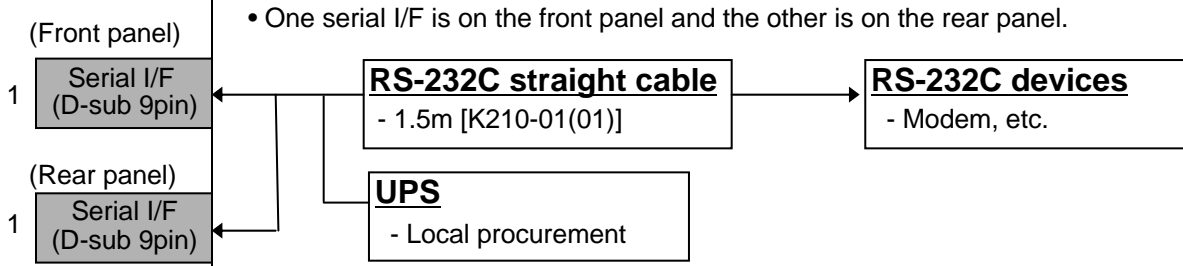 • One serial I/F is on the front panel and the other is on the rear panel.
(Front panel)
1
Serial I/F
(D-sub 9pin)
RS-232C straight cable
- 1.5m [K210-01(01)]
RS-232C devices
- Modem, etc.
(Rear panel)
1
Serial I/F
(D-sub 9pin)
UPS
- Local procurement